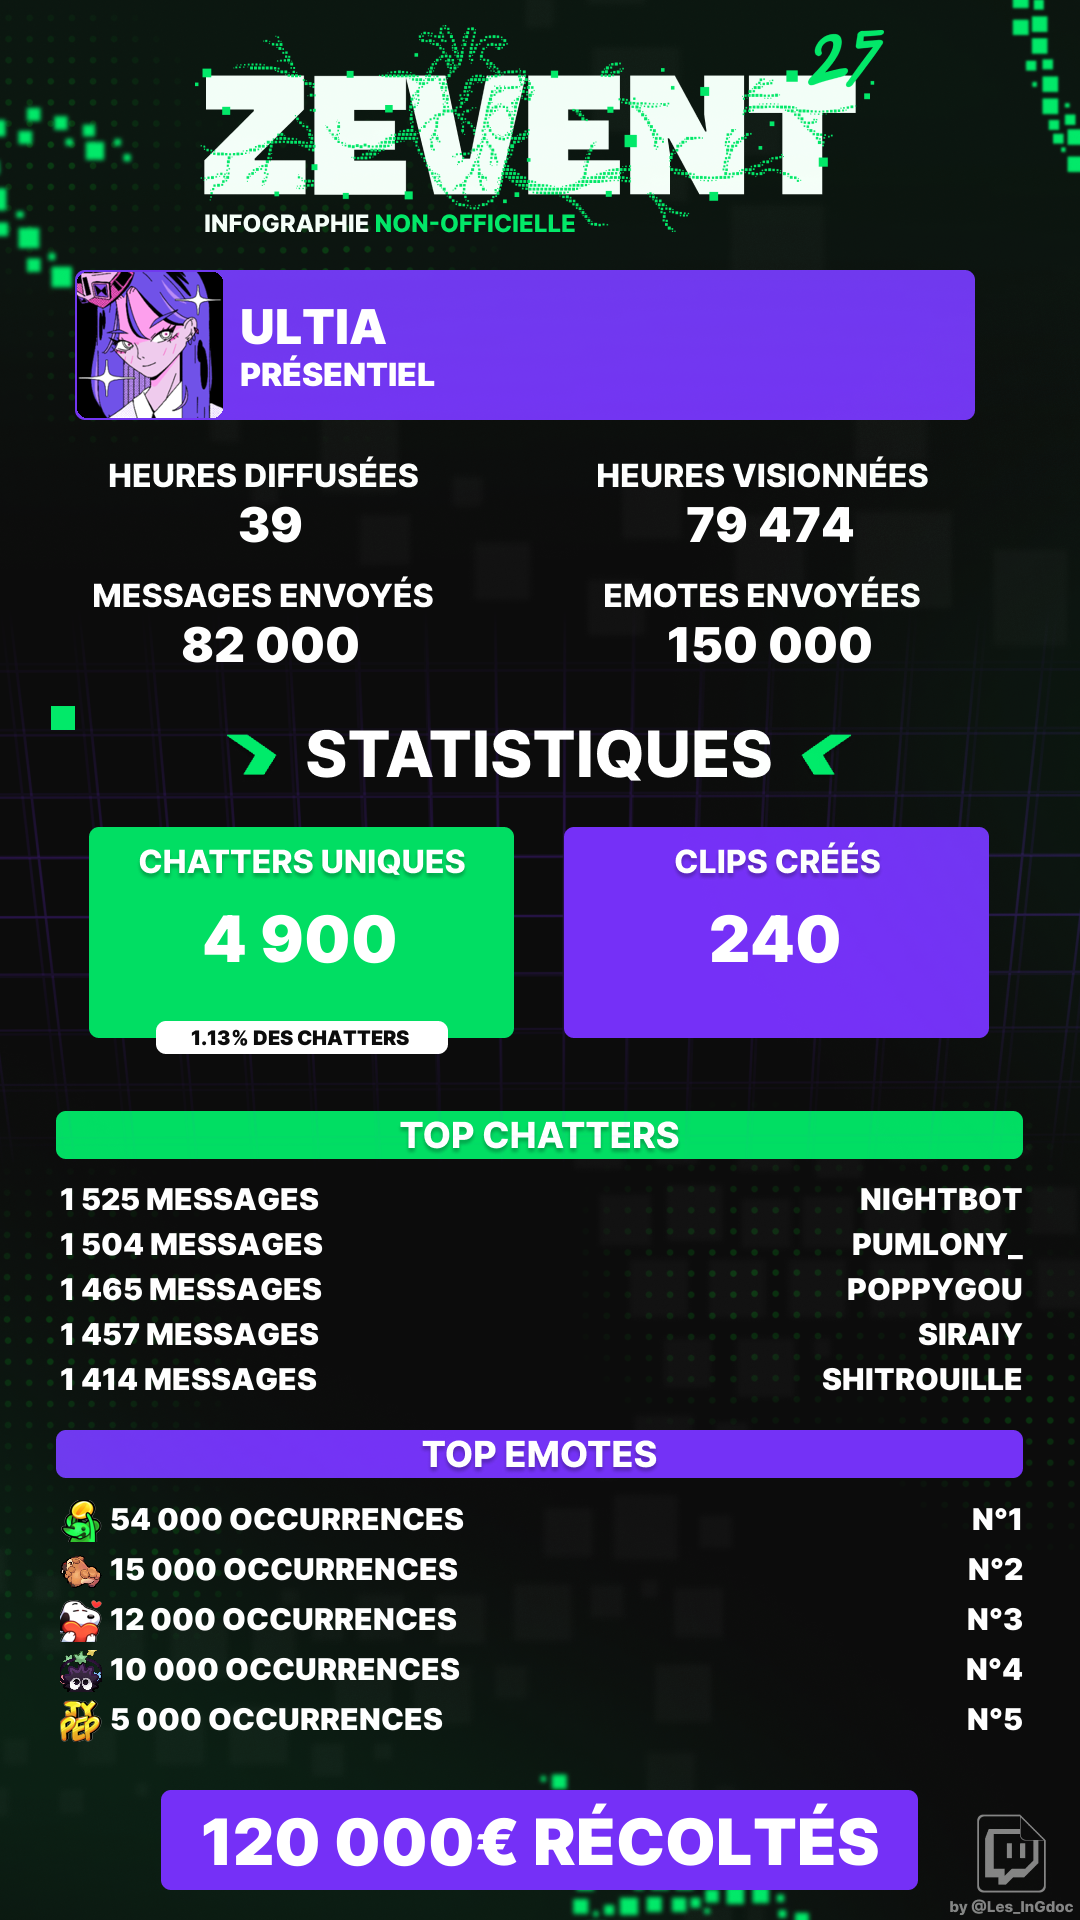 ZEVENT 25
INFOGRAPHIE NON-OFFICIELLE
ULTIA
PRÉSENTIEL
HEURES DIFFUSÉES
39
HEURES VISIONNÉES
79 474
MESSAGES ENVOYÉS
82 000
EMOTES ENVOYÉES
150 000
STATISTIQUES
CHATTERS UNIQUES
4 900
1.13% DES CHATTERS
CLIPS CRÉÉS
240
TOP CHATTERS
1 525 MESSAGES NIGHTBOT
1 504 MESSAGES PUMLONY_
1 465 MESSAGES POPPYGOU
1 457 MESSAGES SIRAIY
1 414 MESSAGES SHITROUILLE
TOP EMOTES
54 000 OCCURRENCES N°1
15 000 OCCURRENCES N°2
12 000 OCCURRENCES N°3
10 000 OCCURRENCES N°4
JY
PEP
5 000 OCCURRENCES N°5
120 000€ RÉCOLTÉS
by @Les_InGdoc